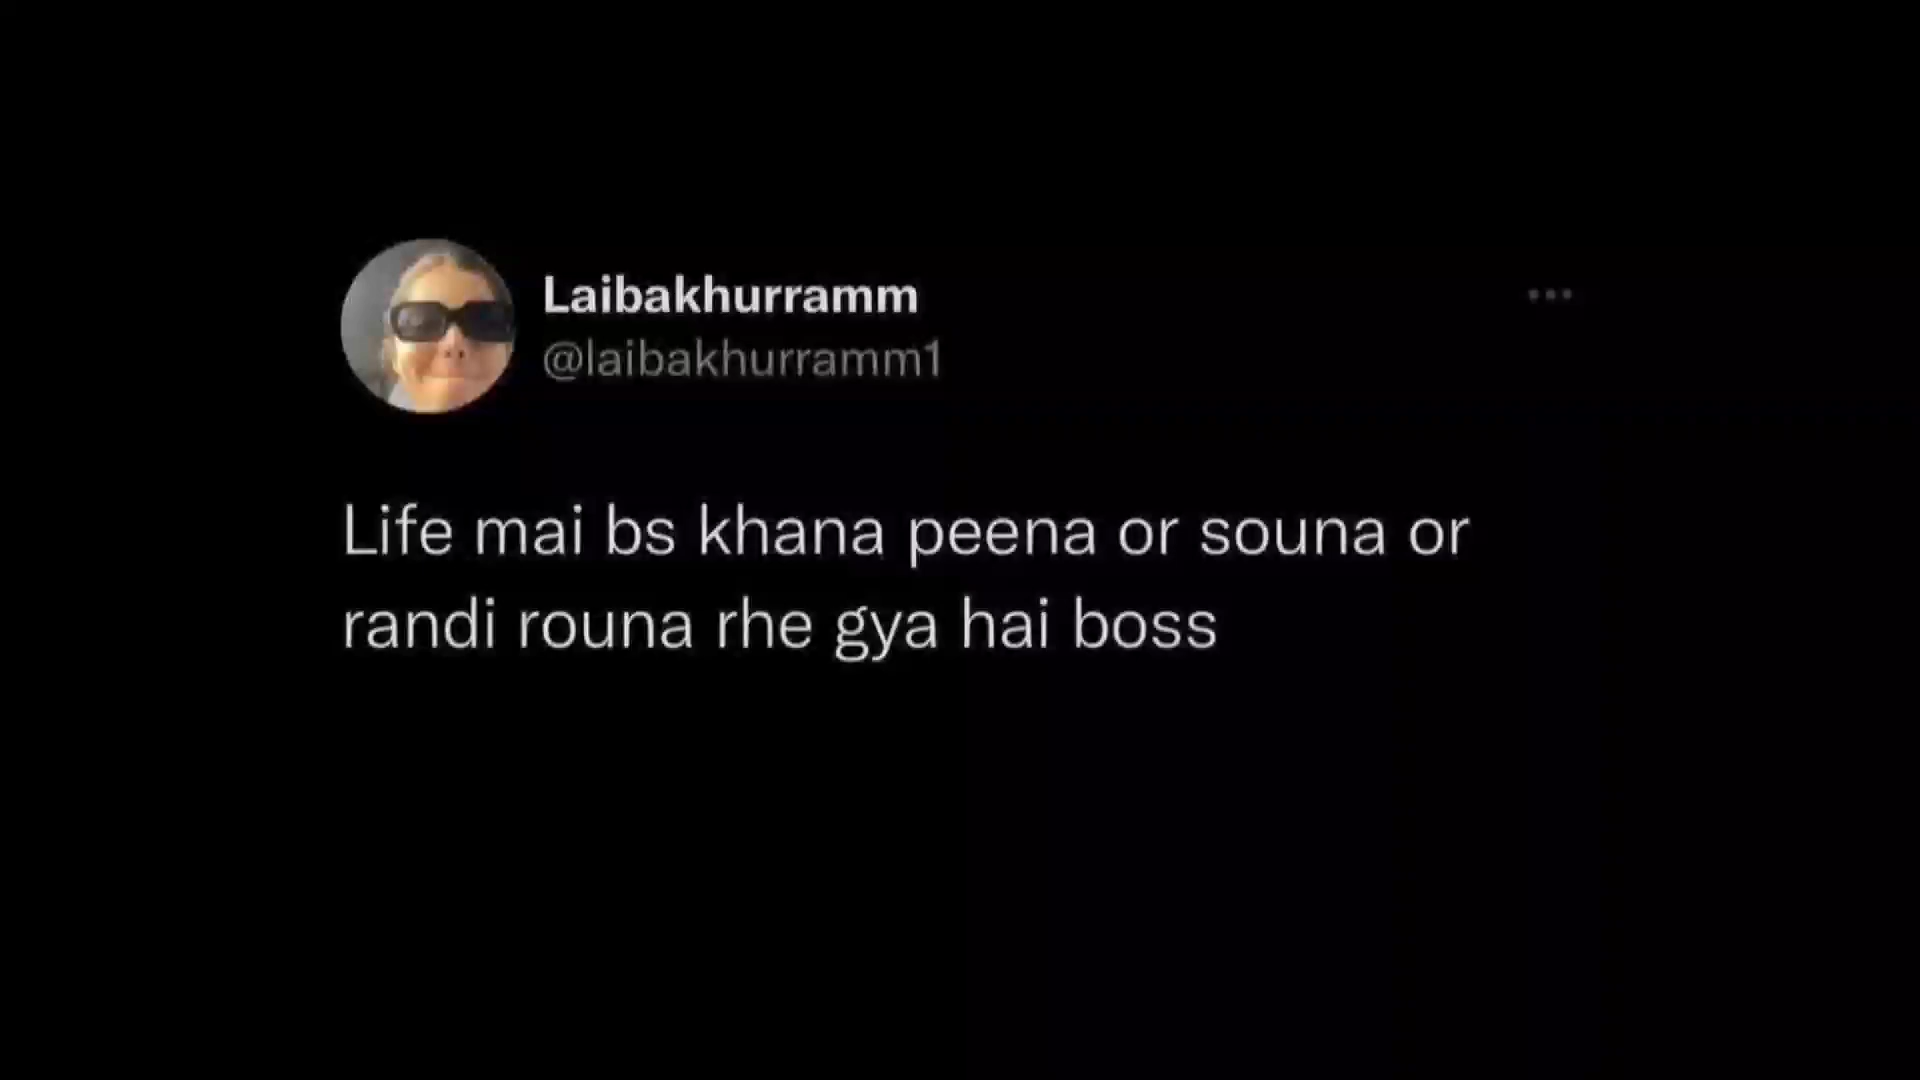 Laibakhurramm
@laibakhurramm1
Life mai bs khana peena or souna or
randi rouna rhe gya hai boss